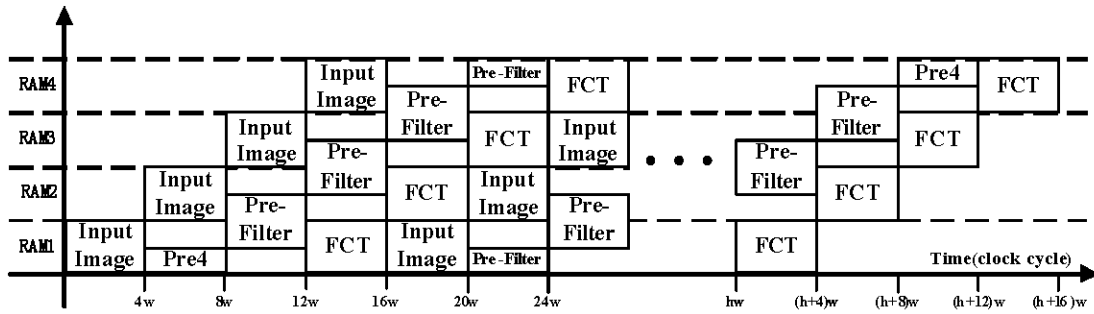 RAM4
Input
Image
Pre-Filter
FCT
Pre4
FCT
Pre-
Filter
Pre-
Filter
RAM3
Input
Image
FCT
Input
Image
FCT
Pre-
Filter
Pre-
Filter
RAM2
Input
Image
FCT
Input
Image
FCT
Pre-
Filter
Pre-
Filter
RAM1
Input
Image
Pre4
FCT
Input
Image
Pre-Filter
FCT
Time(clock cycle)
4w
8w
12w
16w
20w
24w
hw
(h+4)w
(h+8)w
(h+12)w
(h+16)w